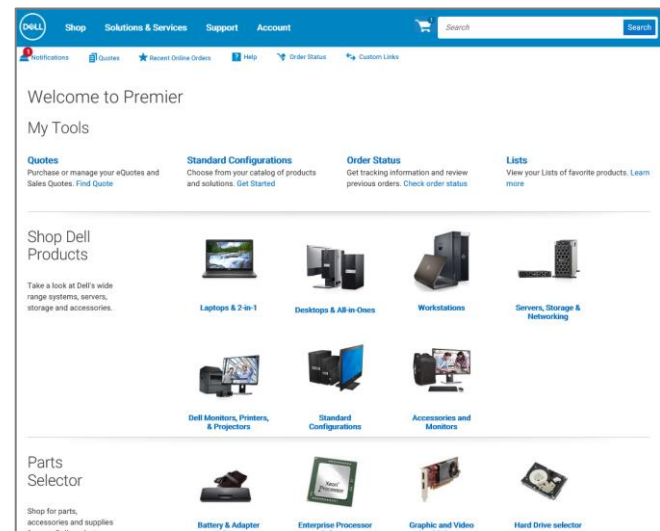 DELL
Shop
Solutions & Services
Support
Account
Search
Search
Notifications
Quotes
Recent Online Orders
? Help
Order Status
Custom Links
Welcome to Premier
My Tools
Quotes
Purchase or manage your eQuotes and
Sales Quotes. Find Quote
Standard Configurations
Choose from your catalog of products
and solutions. Get Started
Order Status
Get tracking information and review
previous orders. Check order status
Lists
View your Lists of favorite products. Learn
more
Shop Dell
Products
Take a look at Dell's wide
range systems, servers,
storage and accessories.
Laptops & 2-in-1
Desktops & All-in-Ones
Workstations
Servers, Storage &
Networking
Dell Monitors, Printers,
& Projectors
Standard
Configurations
Accessories and
Monitors
Parts
Selector
Shop for parts,
accessories and supplies
Xeon
Processor
Battery & Adapter
Enterprise Processor
Graphic and Video
Hard Drive selector